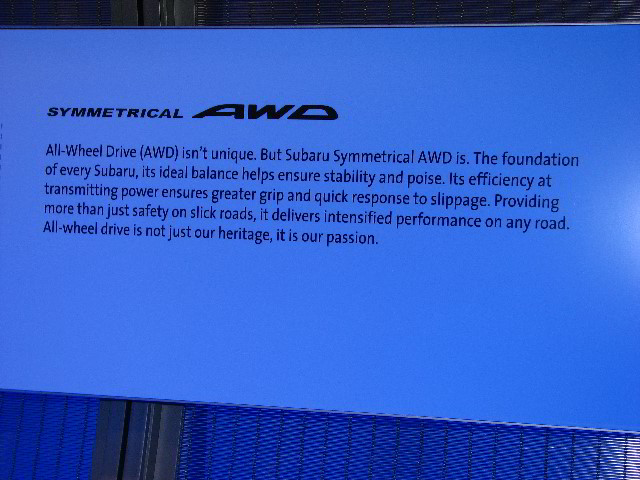 SYMMETRICAL AWD
All-Wheel Drive (AWD) isn't unique. But Subaru Symmetrical AWD is. The foundation
of every Subaru, its ideal balance helps ensure stability and poise. Its efficiency at
transmitting power ensures greater grip and quick response to slippage. Providing
more than just safety on slick roads, it delivers intensified performance on any road.
All-wheel drive is not just our heritage, it is our passion.